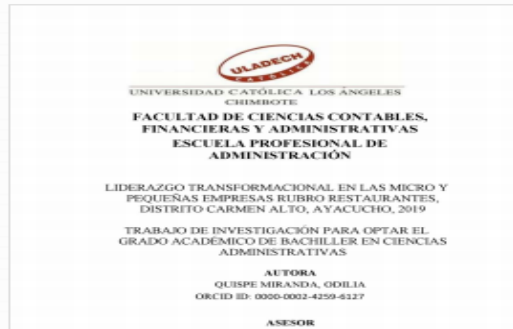 ULADECH
CATÓLICA
UNIVERSIDAD CATÓLICA LOS ÁNGELES
CHIMBOTE
FACULTAD DE CIENCIAS CONTABLES,
FINANCIERAS Y ADMINISTRATIVAS
ESCUELA PROFESIONAL DE
ADMINISTRACIÓN
LIDERAZGO TRANSFORMACIONAL EN LAS MICRO Y
PEQUEÑAS EMPRESAS RUBRO RESTAURANTES,
DISTRITO CARMEN ALTO, AYACUCHO, 2019
TRABAJO DE INVESTIGACIÓN PARA OPTAR EL
GRADO ACADÉMICO DE BACHILLER EN CIENCIAS
ADMINISTRATIVAS
AUTORA
QUISPE MIRANDA, ODILIA
ORCID ID: 0000-0002-4259-6127
ASESOR